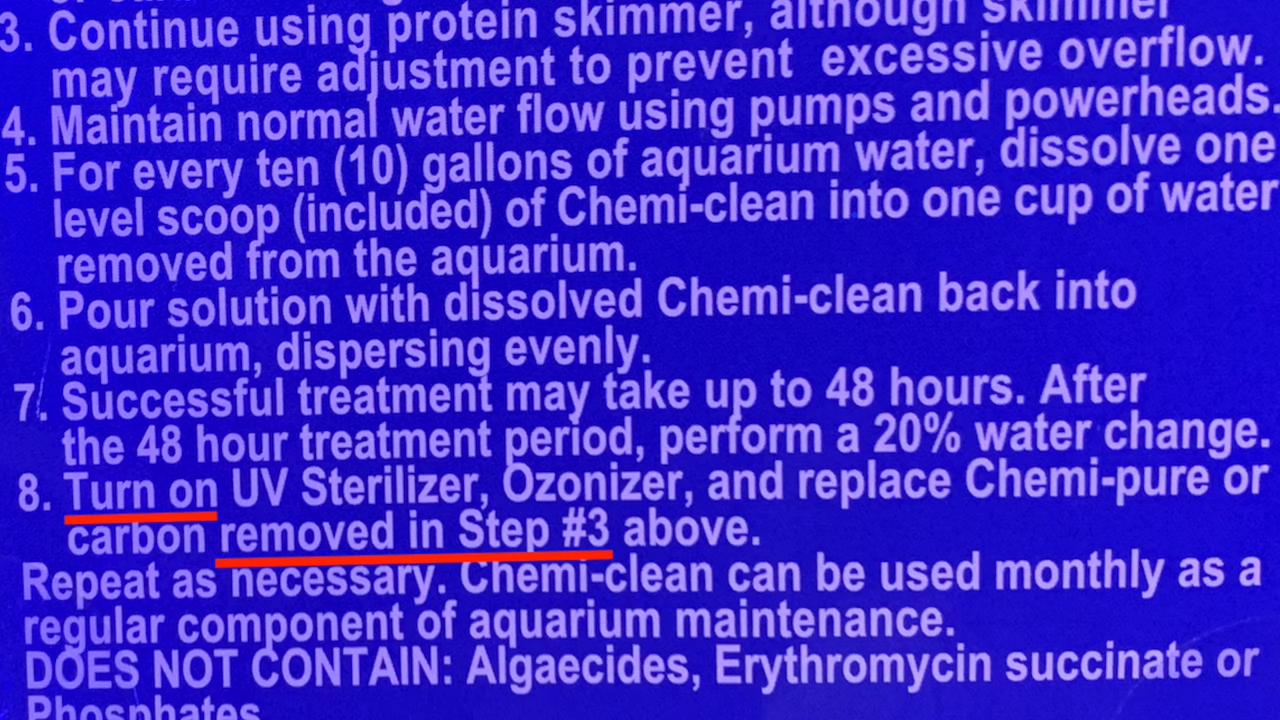 3. Continue using protein skimmer, although skimmer
may require adjustment to prevent excessive overflow.
4. Maintain normal water flow using pumps and powerheads.
5. For every ten (10) gallons of aquarium water, dissolve one
level scoop (included) of Chemi-clean into one cup of water
removed from the aquarium.
6. Pour solution with dissolved Chemi-clean back into
aquarium, dispersing evenly.
7. Successful treatment may take up to 48 hours. After
the 48 hour treatment period, perform a 20% water change.
8. Turn on UV Sterilizer, Ozonizer, and replace Chemi-pure or
carbon removed in Step #3 above.
Repeat as necessary. Chemi-clean can be used monthly as a
regular component of aquarium maintenance.
DOES NOT CONTAIN: Algaecides, Erythromycin succinate or
Phosphates